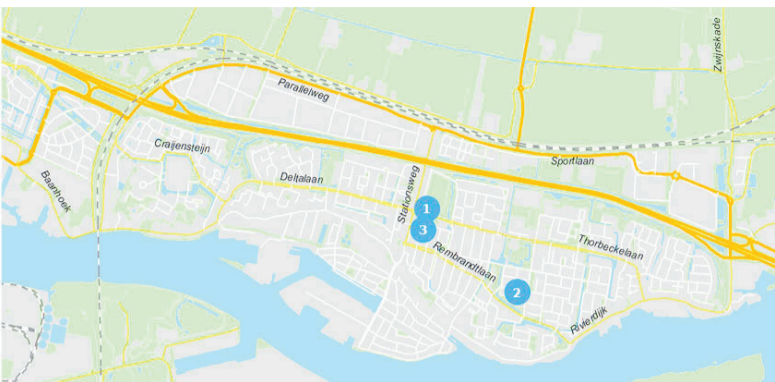 Zwijnskade
Parallelweg
Craijensteijn
Sportlaan
Deltalaan
Baanhoek
Stationsweg
1
3
Thorbeckelaan
Rembrandtlaan
2
Rivierdijk